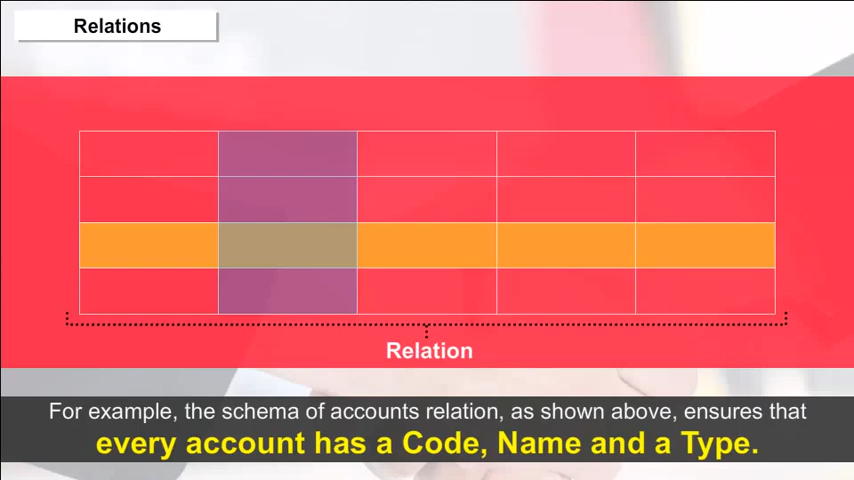 Relations
Relation
For example, the schema of accounts relation, as shown above, ensures that
every account has a Code, Name and a Type.